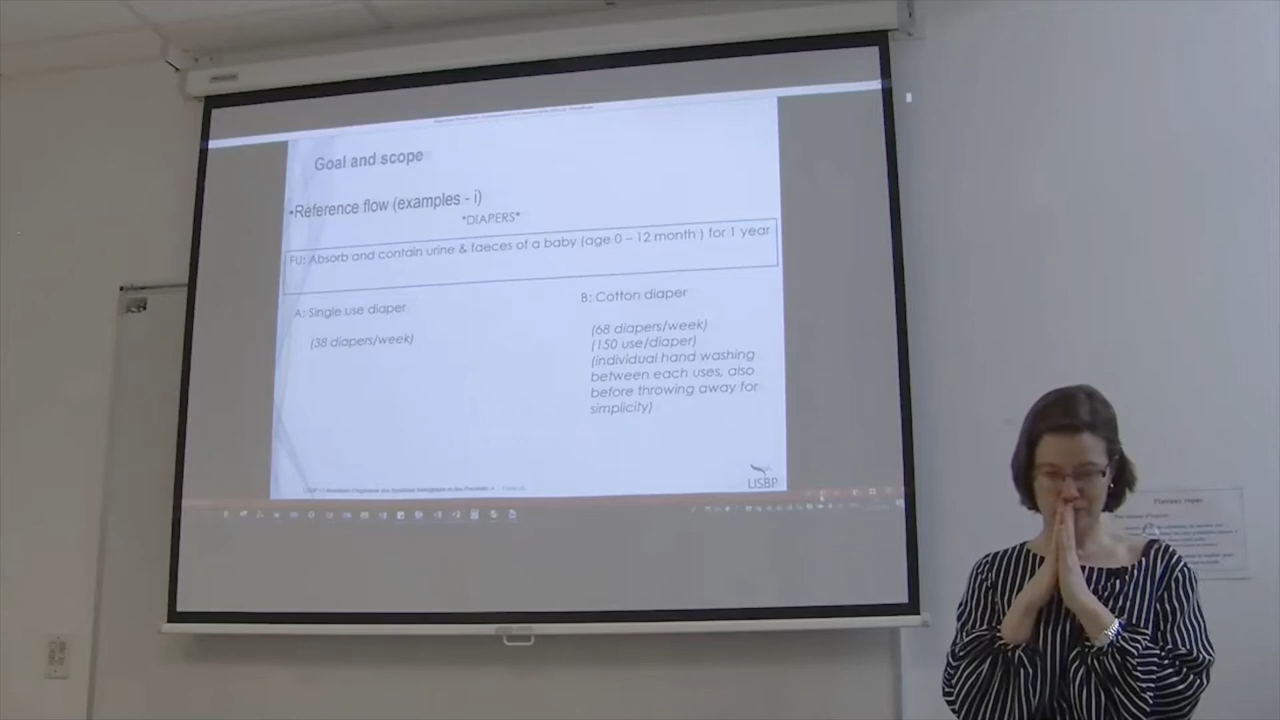 Goal and scope
•Reference flow (examples - i)
*DIAPERS*
FU: Absorb and contain urine & faeces of a baby (age 0 – 12 month ) for 1 year
A: Single use diaper
(38 diapers/week)
B: Cotton diaper
(68 diapers/week)
(150 use/diaper)
(individual hand washing
between each uses, also
before throwing away for
simplicity)
LISBP